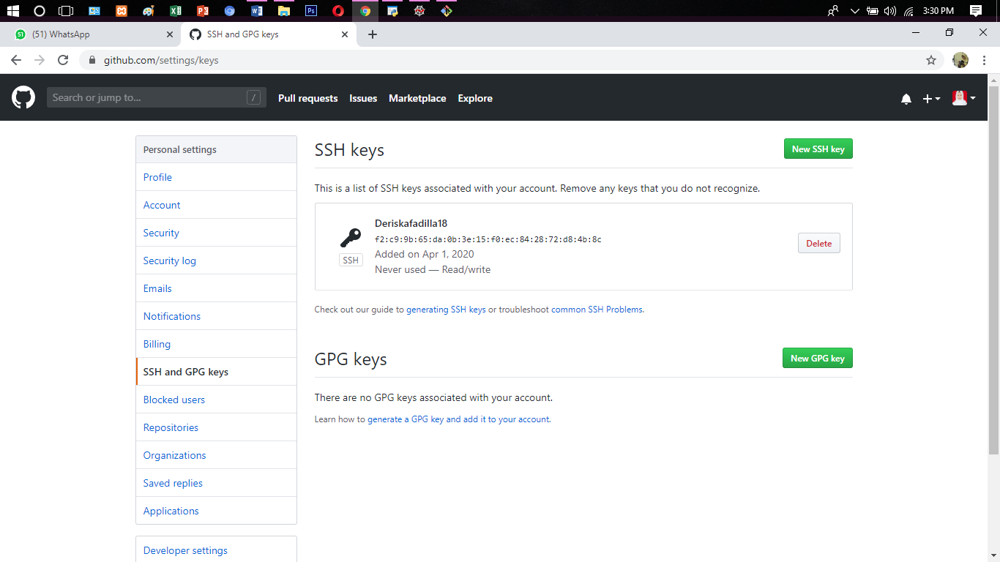 3:30 PM
51 (51) WhatsApp
SSH and GPG keys
github.com/settings/keys
Search or jump to... /
Pull requests Issues Marketplace Explore
Personal settings
Profile
Account
Security
Security log
Emails
Notifications
Billing
SSH and GPG keys
Blocked users
Repositories
Organizations
Saved replies
Applications
Developer settings
SSH keys
New SSH key
This is a list of SSH keys associated with your account. Remove any keys that you do not recognize.
Deriskafadilla18
f2:c9:9b:65:da:0b:3e:15:f0:ec:84:28:72:d8:4b:8c
SSH
Added on Apr 1, 2020
Never used — Read/write
Delete
Check out our guide to generating SSH keys or troubleshoot common SSH Problems.
GPG keys
New GPG key
There are no GPG keys associated with your account.
Learn how to generate a GPG key and add it to your account.